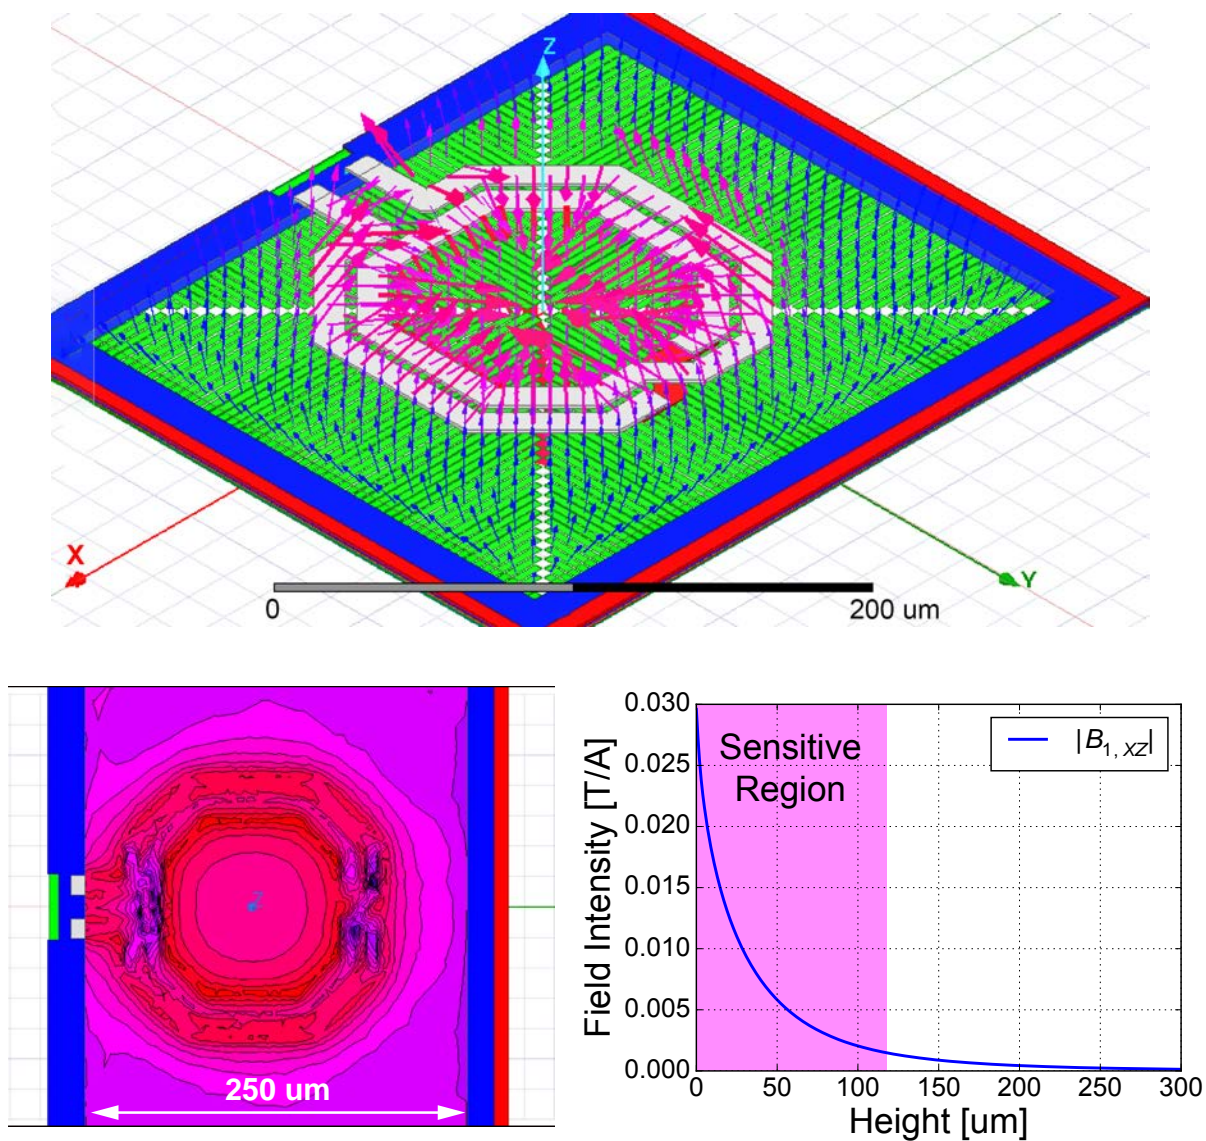 Z
X
Y
0
200 um
Z
250 um
0.030
0.025
0.020
0.015
0.010
0.005
0.000
Field Intensity [T/A]
Sensitive
Region
|B1, XZ|
0 50 100 150 200 250 300
Height [um]